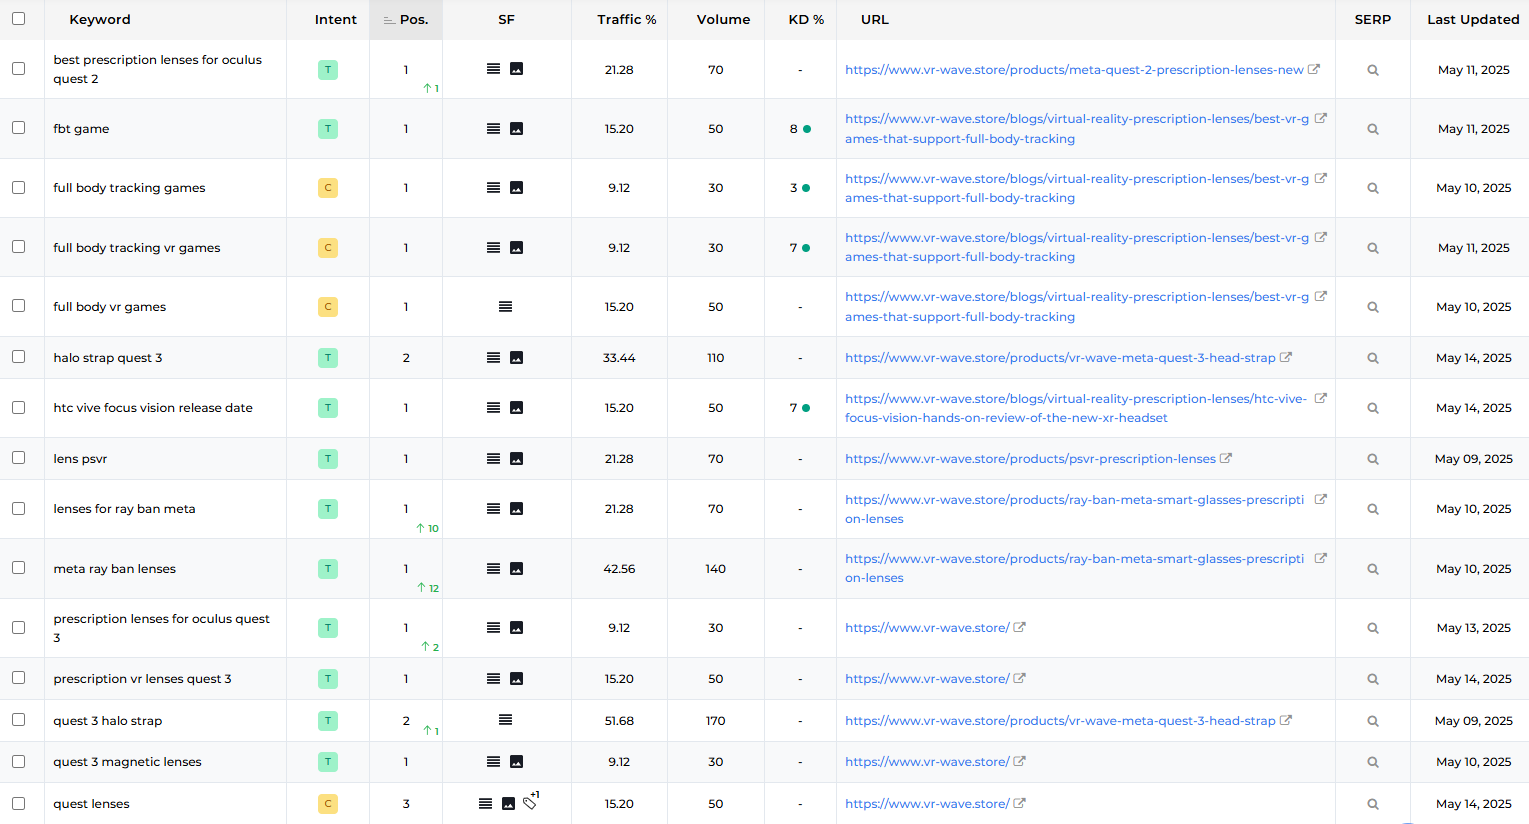 Keyword Intent Pos. SF Traffic % Volume KD % URL SERP Last Updated
best prescription lenses for oculus
quest 2 T 1 ↑ 1 21.28 70 - https://www.vr-wave.store/products/meta-quest-2-prescription-lenses-new May 11, 2025
fbt game T 1 15.20 50 8 https://www.vr-wave.store/blogs/virtual-reality-prescription-lenses/best-vr-g
ames-that-support-full-body-tracking May 11, 2025
full body tracking games C 1 9.12 30 3 https://www.vr-wave.store/blogs/virtual-reality-prescription-lenses/best-vr-g
ames-that-support-full-body-tracking May 10, 2025
full body tracking vr games C 1 9.12 30 7 https://www.vr-wave.store/blogs/virtual-reality-prescription-lenses/best-vr-g
ames-that-support-full-body-tracking May 11, 2025
full body vr games C 1 15.20 50 - https://www.vr-wave.store/blogs/virtual-reality-prescription-lenses/best-vr-g
ames-that-support-full-body-tracking May 10, 2025
halo strap quest 3 T 2 33.44 110 - https://www.vr-wave.store/products/vr-wave-meta-quest-3-head-strap May 14, 2025
htc vive focus vision release date T 1 15.20 50 7 https://www.vr-wave.store/blogs/virtual-reality-prescription-lenses/htc-vive-
focus-vision-hands-on-review-of-the-new-xr-headset May 14, 2025
lens psvr T 1 21.28 70 - https://www.vr-wave.store/products/psvr-prescription-lenses May 09, 2025
lenses for ray ban meta T 1 ↑ 10 21.28 70 - https://www.vr-wave.store/products/ray-ban-meta-smart-glasses-prescripti
on-lenses May 10, 2025
meta ray ban lenses T 1 ↑ 12 42.56 140 - https://www.vr-wave.store/products/ray-ban-meta-smart-glasses-prescripti
on-lenses May 10, 2025
prescription lenses for oculus quest
3 T 1 ↑ 2 9.12 30 - https://www.vr-wave.store/ May 13, 2025
prescription vr lenses quest 3 T 1 15.20 50 - https://www.vr-wave.store/ May 14, 2025
quest 3 halo strap T 2 ↑ 1 51.68 170 - https://www.vr-wave.store/products/vr-wave-meta-quest-3-head-strap May 09, 2025
quest 3 magnetic lenses T 1 9.12 30 - https://www.vr-wave.store/ May 10, 2025
quest lenses C 3 +1 15.20 50 - https://www.vr-wave.store/ May 14, 2025